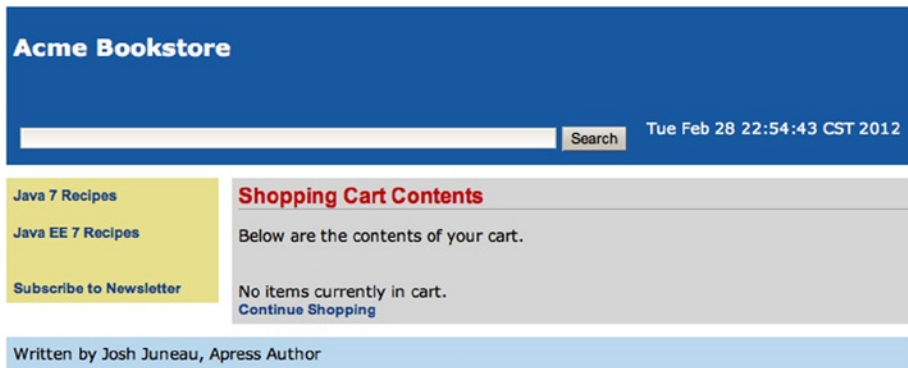 Acme Bookstore
Search
Tue Feb 28 22:54:43 CST 2012
Java 7 Recipes
Java EE 7 Recipes
Subscribe to Newsletter
Shopping Cart Contents
Below are the contents of your cart.
No items currently in cart.
Continue Shopping
Written by Josh Juneau, Apress Author